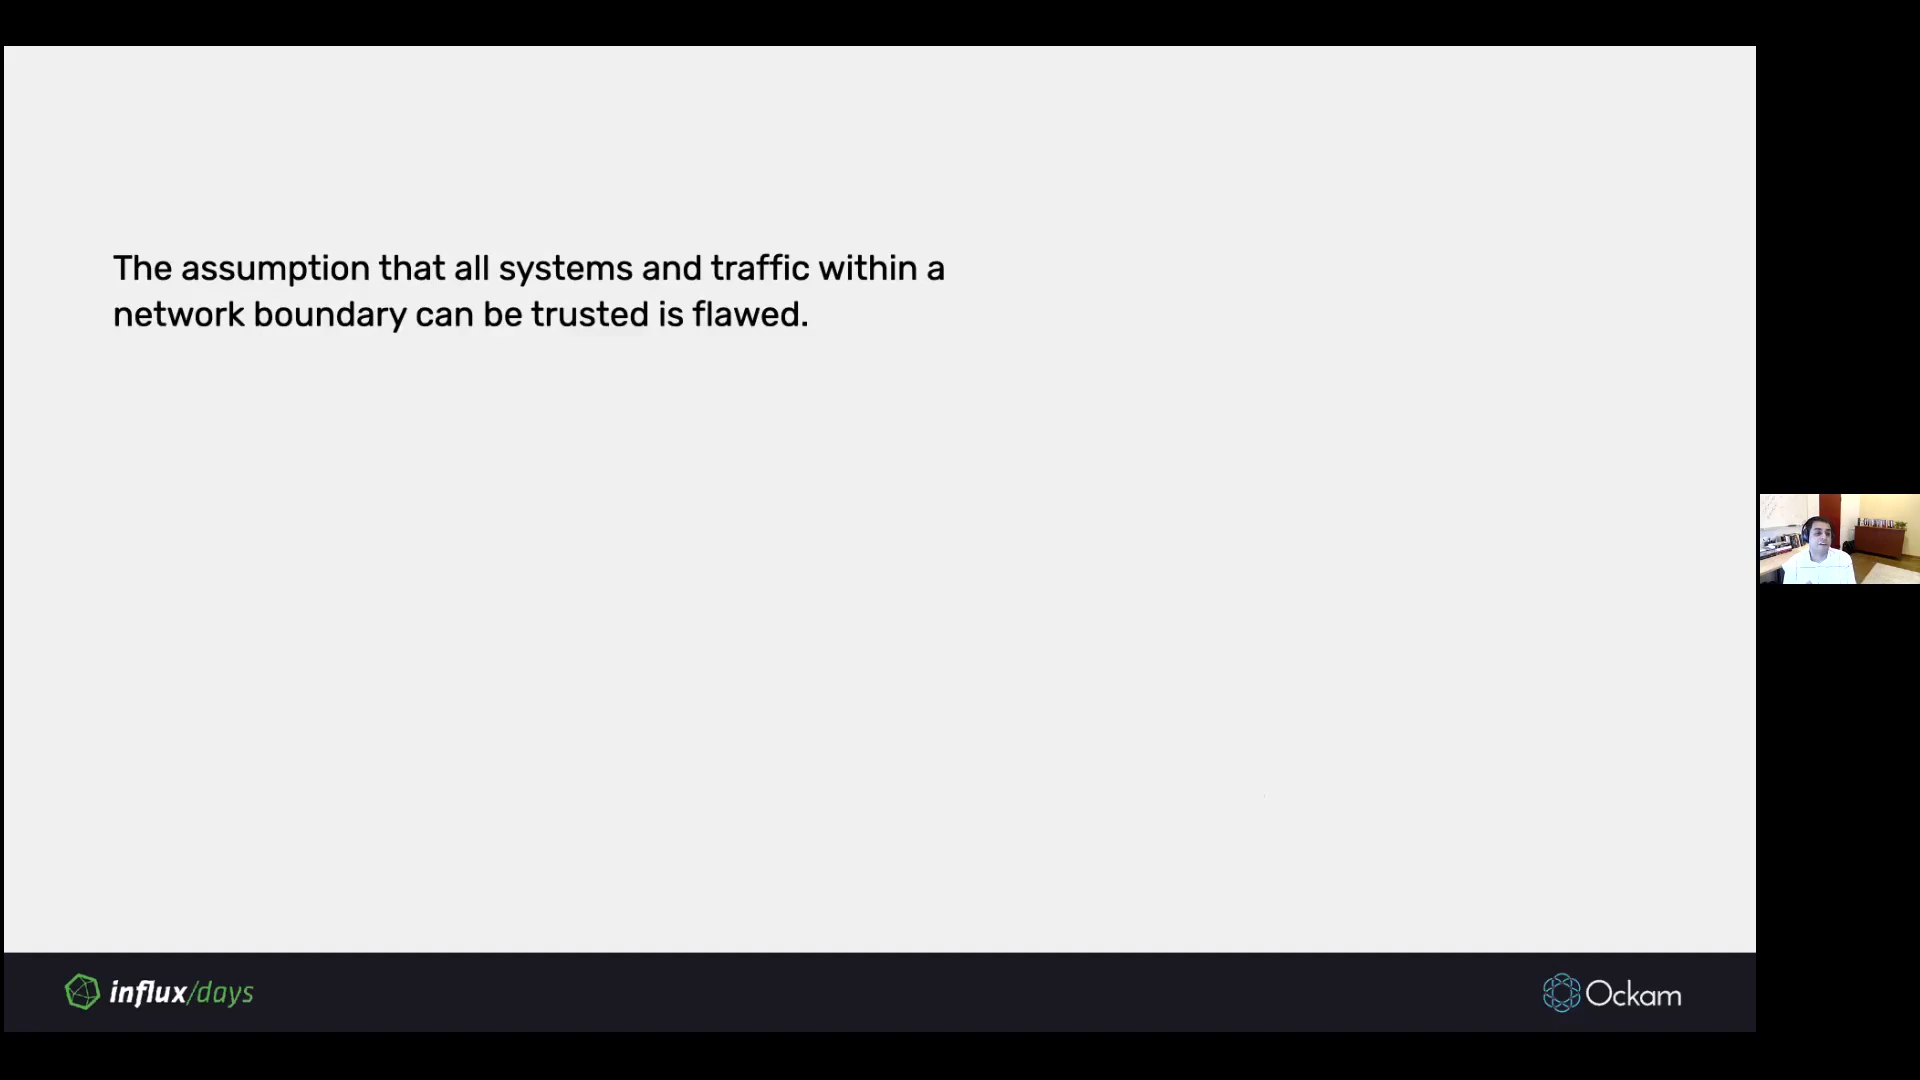 The assumption that all systems and traffic within a
network boundary can be trusted is flawed.
influx/days
Ockam